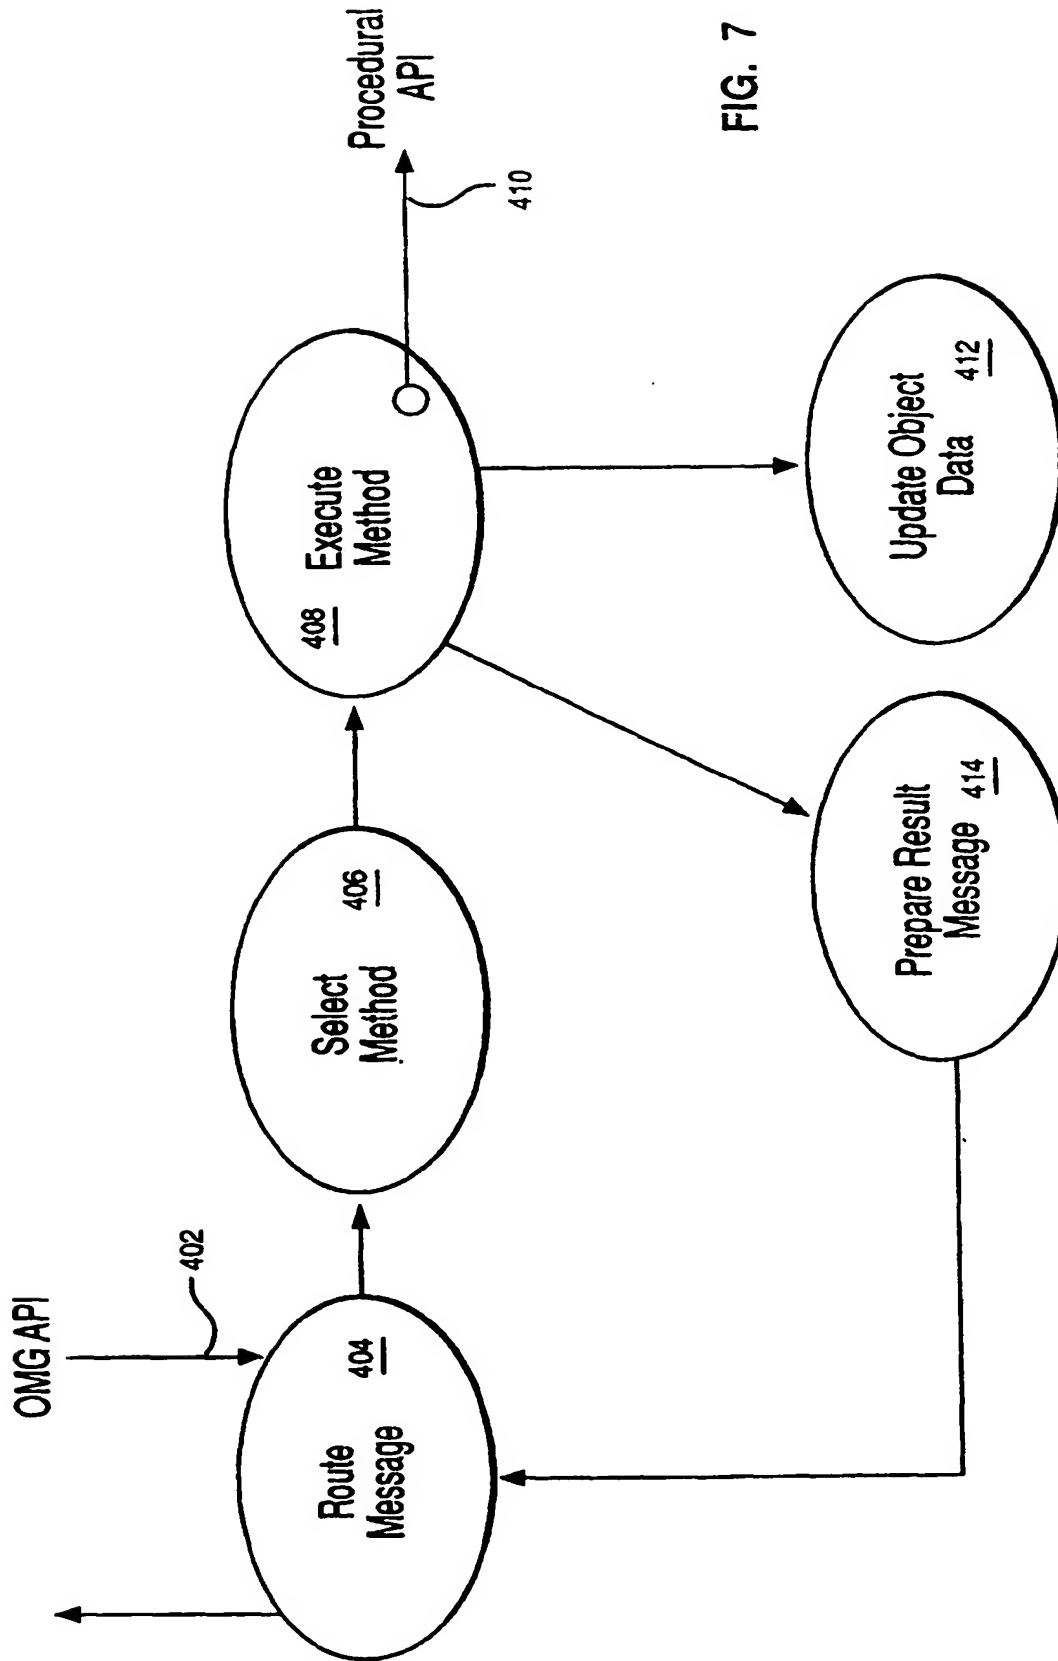 OMG API
402
Route
Message
404
Select
Method
406
408
Execute
Method
Procedural
API
410
Prepare Result
Message 414
Update Object
Data
412
FIG. 7